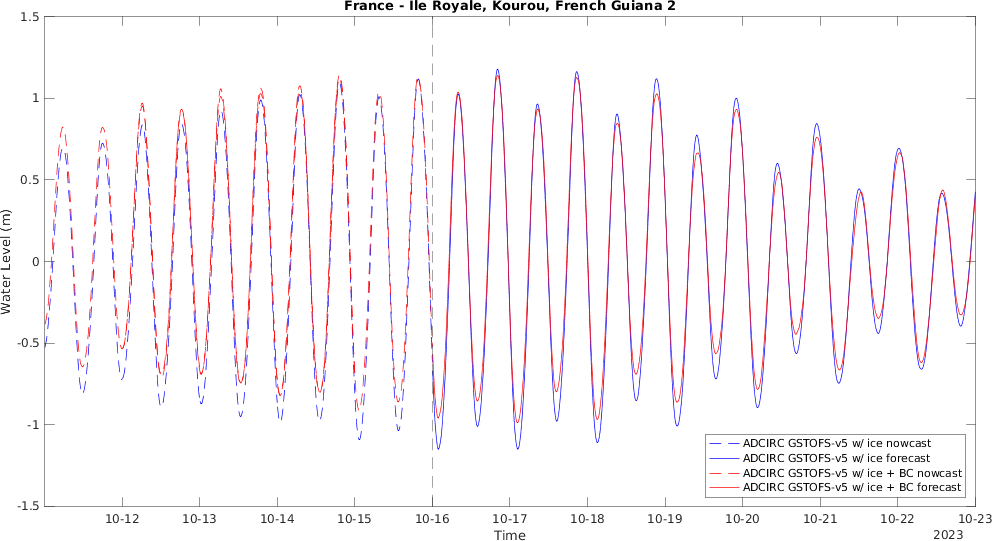 France - Ile Royale, Kourou, French Guiana 2
1.5
1
0.5
0
-0.5
-1
-1.5
Water Level (m)
10-12 10-13 10-14 10-15 10-16 10-17 10-18 10-19 10-20 10-21 10-22 10-23
Time
2023
ADCIRC GSTOFS-v5 w/ ice nowcast
ADCIRC GSTOFS-v5 w/ ice forecast
ADCIRC GSTOFS-v5 w/ ice + BC nowcast
ADCIRC GSTOFS-v5 w/ ice + BC forecast